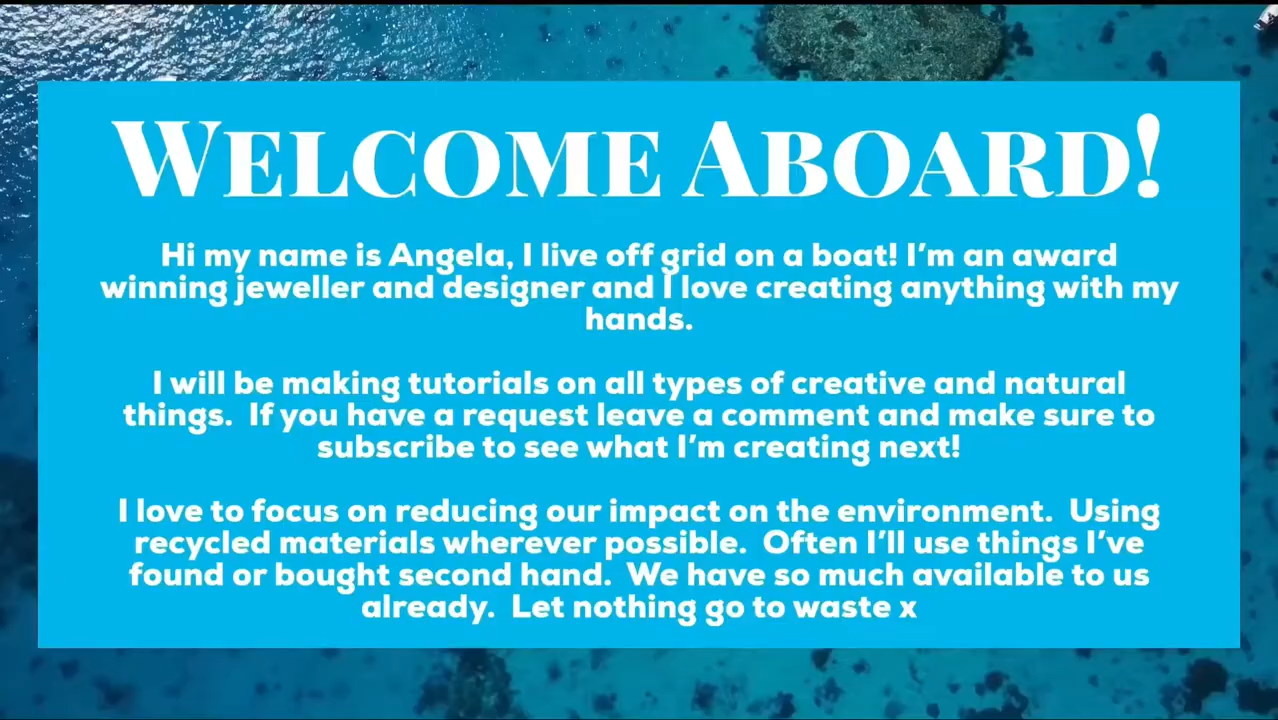 WELCOME ABOARD!
Hi my name is Angela, I live off grid on a boat! I'm an award
winning jeweller and designer and I love creating anything with my
hands.
I will be making tutorials on all types of creative and natural
things.  If you have a request leave a comment and make sure to
subscribe to see what I'm creating next!
I love to focus on reducing our impact on the environment.  Using
recycled materials wherever possible.  Often I'll use things I've
found or bought second hand.  We have so much available to us
already.  Let nothing go to waste x